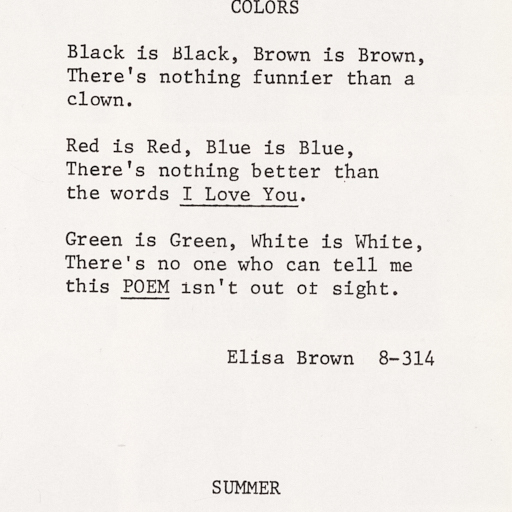 COLORS
Black is Black, Brown is Brown,
There's nothing funnier than a
clown.
Red is Red, Blue is Blue,
There's nothing better than
the words I Love You.
Green is Green, White is White,
There's no one who can tell me
this POEM isn't out of sight.
Elisa Brown 8-314
SUMMER